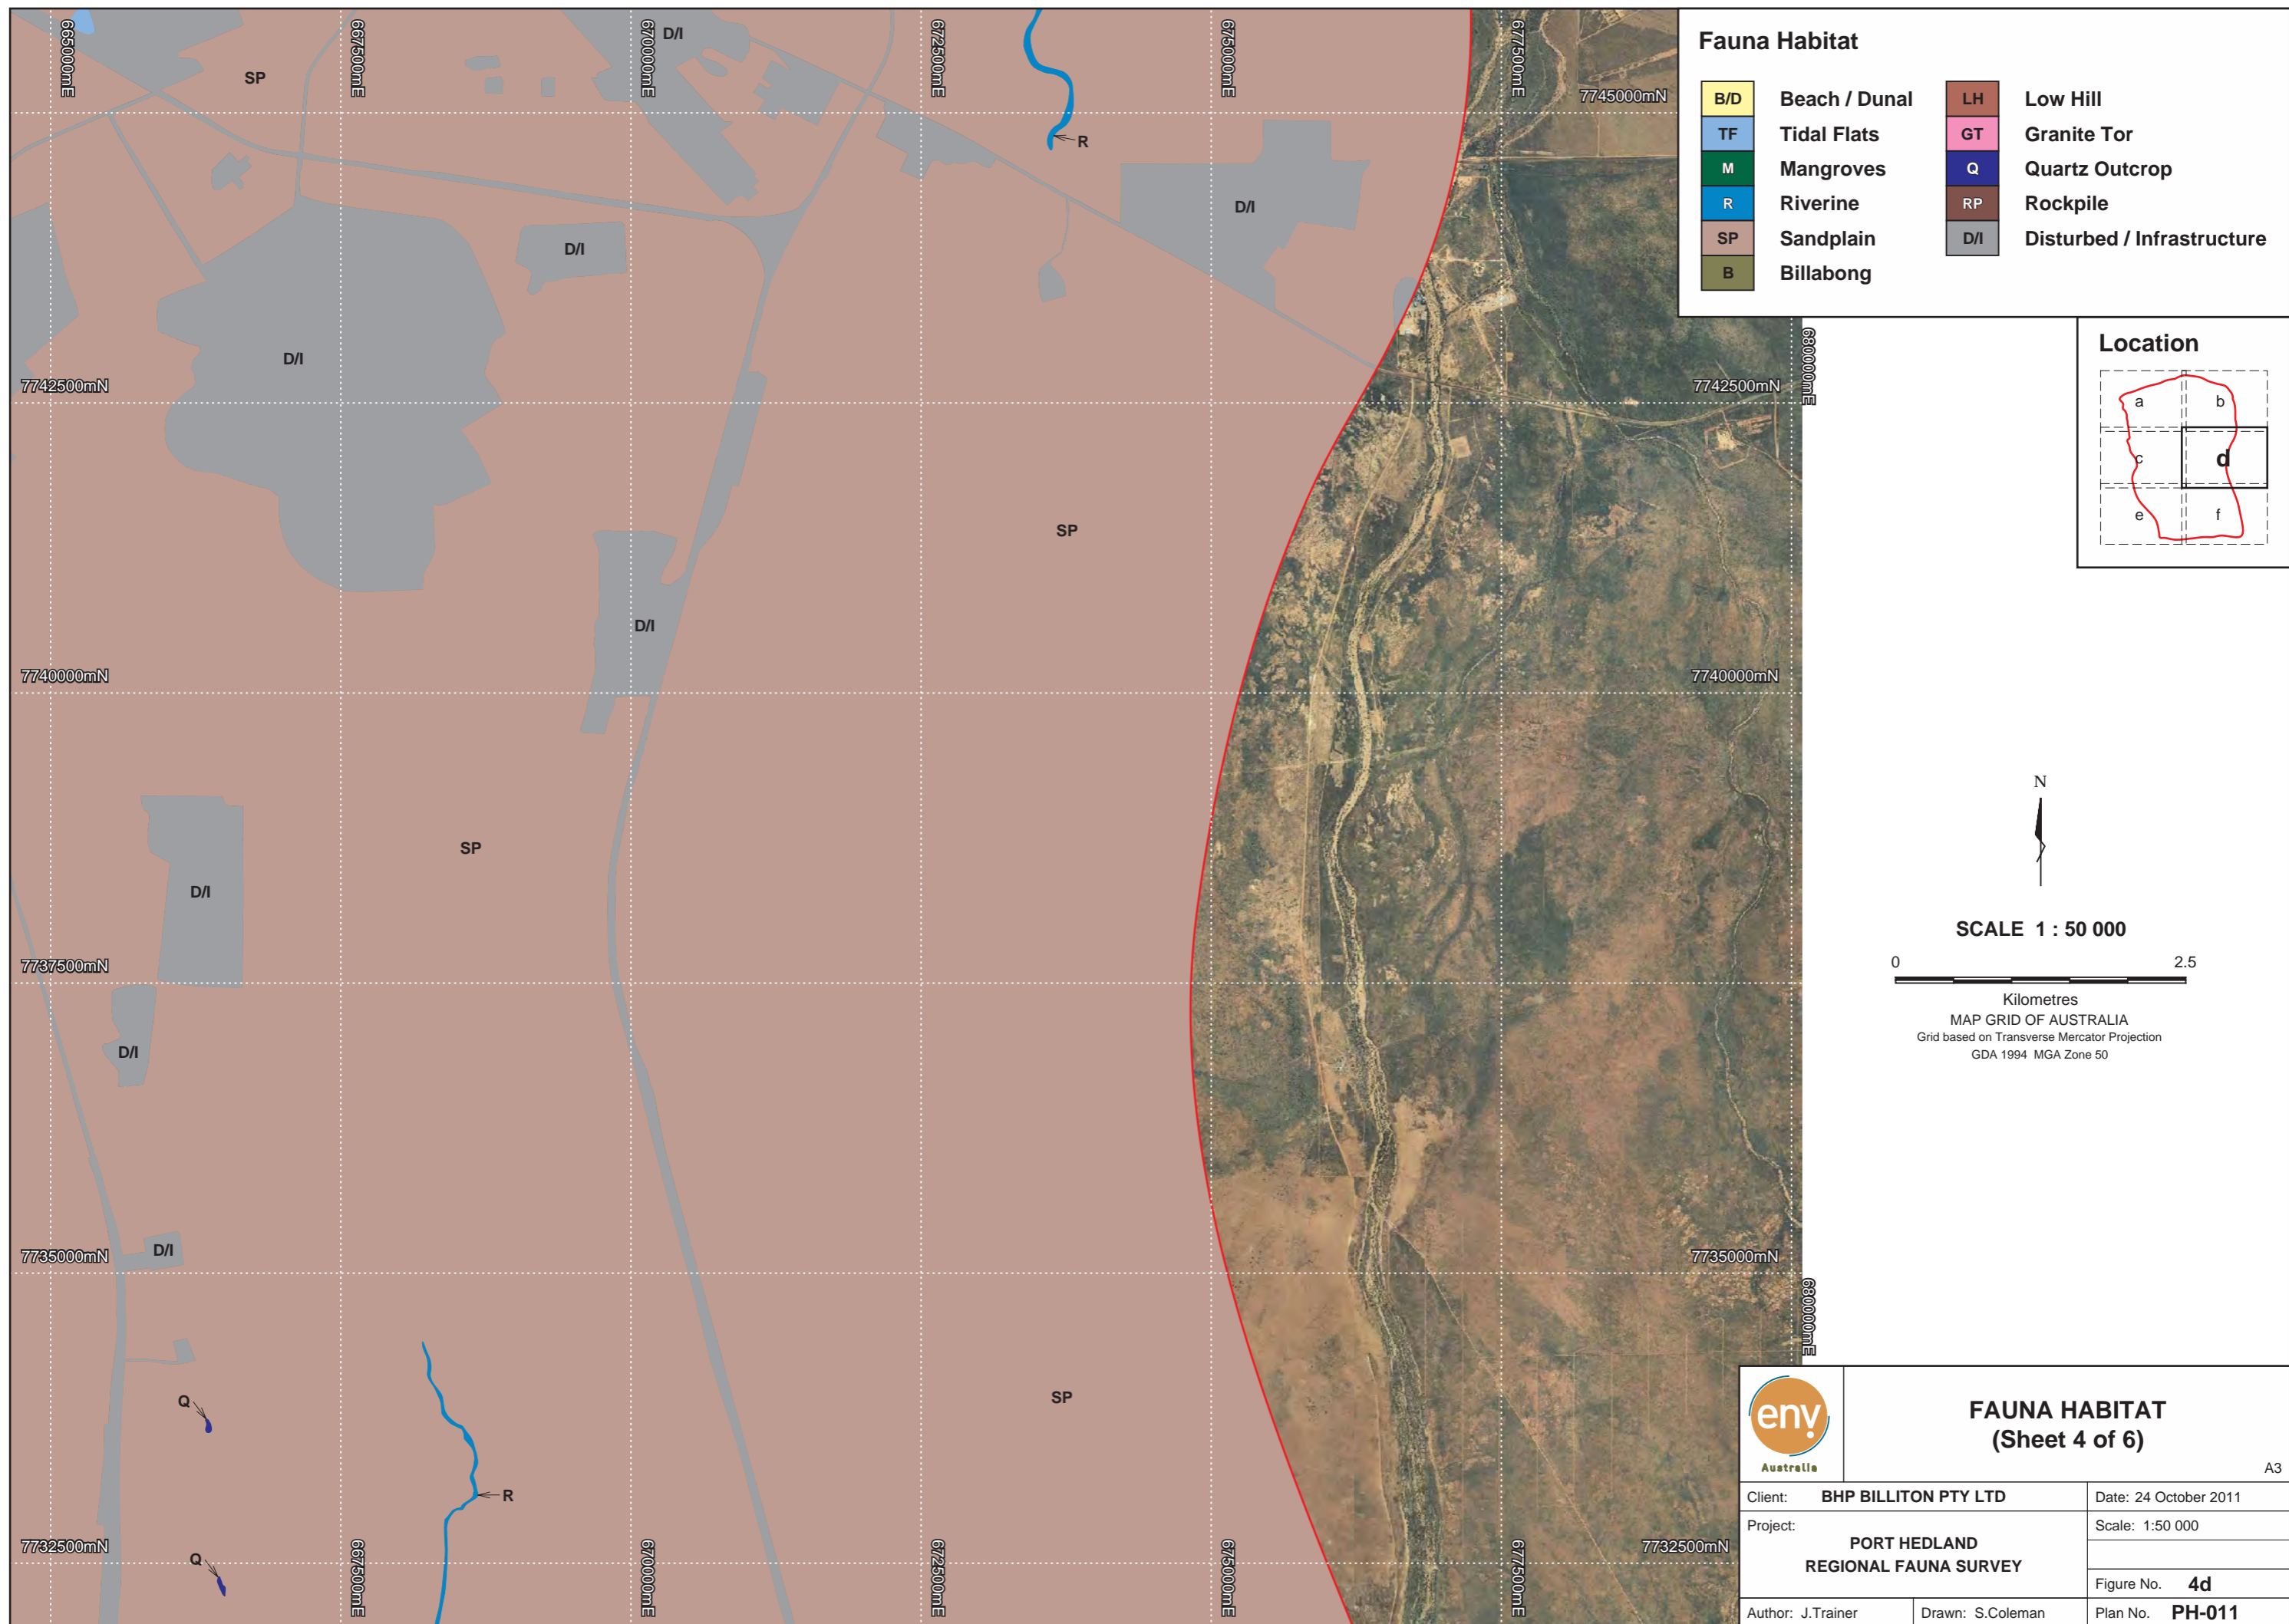 665000mE
667500mE
670000mE
672500mE
675000mE
677500mE
D/I
SP
7745000mN
R
D/I
D/I
D/I
7742500mN
7742500mN
680000mE
SP
D/I
7740000mN
7740000mN
SP
D/I
7737500mN
D/I
7735000mN
7735000mN
D/I
680000mE
Q
SP
R
Q
7732500mN
7732500mN
667500mE
670000mE
672500mE
675000mE
677500mE
Fauna Habitat
B/D Beach / Dunal
TF Tidal Flats
M Mangroves
R Riverine
SP Sandplain
B Billabong
LH Low Hill
GT Granite Tor
Q Quartz Outcrop
RP Rockpile
D/I Disturbed / Infrastructure
Location
a b
c d
e f
N
SCALE 1 : 50 000
0 2.5
Kilometres
MAP GRID OF AUSTRALIA
Grid based on Transverse Mercator Projection
GDA 1994 MGA Zone 50
env
Australia
FAUNA HABITAT
(Sheet 4 of 6)
A3
Client: BHP BILLITON PTY LTD
Date: 24 October 2011
Project:
PORT HEDLAND
REGIONAL FAUNA SURVEY
Scale: 1:50 000
Figure No. 4d
Author: J.Trainer
Drawn: S.Coleman
Plan No. PH-011